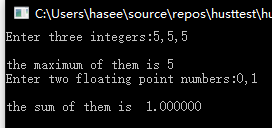 C:\Users\hasee\source\repos\husttest\hu
Enter three integers:5,5,5
the maximum of them is 5
Enter two floating point numbers:0,1
the sum of them is  1.000000